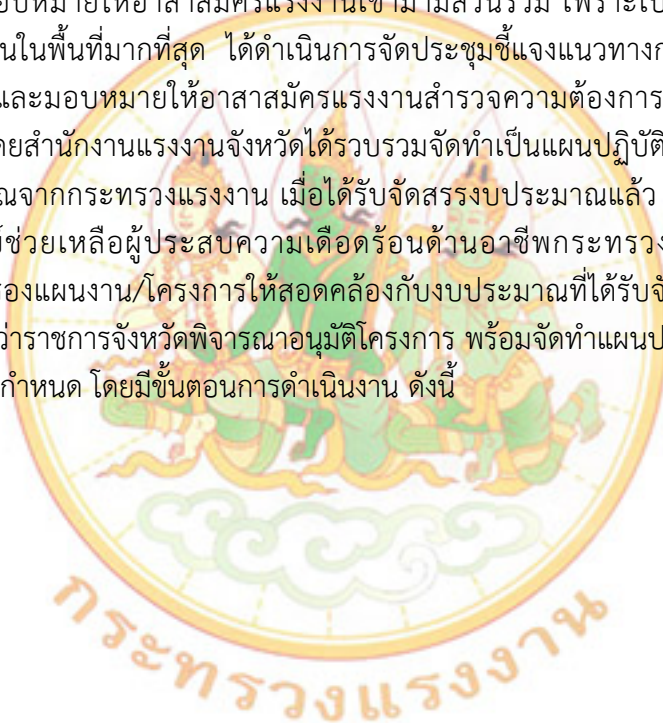 อบหมายให้อาสาสมัครแรงงานเข้ามามีส่วนร่วม เพราะเป็
นในพื้นที่มากที่สุด ได้ดำเนินการจัดประชุมชี้แจงแนวทางก
และมอบหมายให้อาสาสมัครแรงงานสำรวจความต้องการ
ดยสำนักงานแรงงานจังหวัดได้รวบรวมจัดทำเป็นแผนปฏิบัติ
ณจากกระทรวงแรงงาน เมื่อได้รับจัดสรรงบประมาณแล้ว
์ช่วยเหลือผู้ประสบความเดือดร้อนด้านอาชีพกระทรวง
องแผนงาน/โครงการให้สอดคล้องกับงบประมาณที่ได้รับจั
ว่าราชการจังหวัดพิจารณาอนุมัติโครงการ พร้อมจัดทำแผนป
กำหนด โดยมีขั้นตอนการดำเนินงาน ดังนี้
กระทรวงแรงงาน